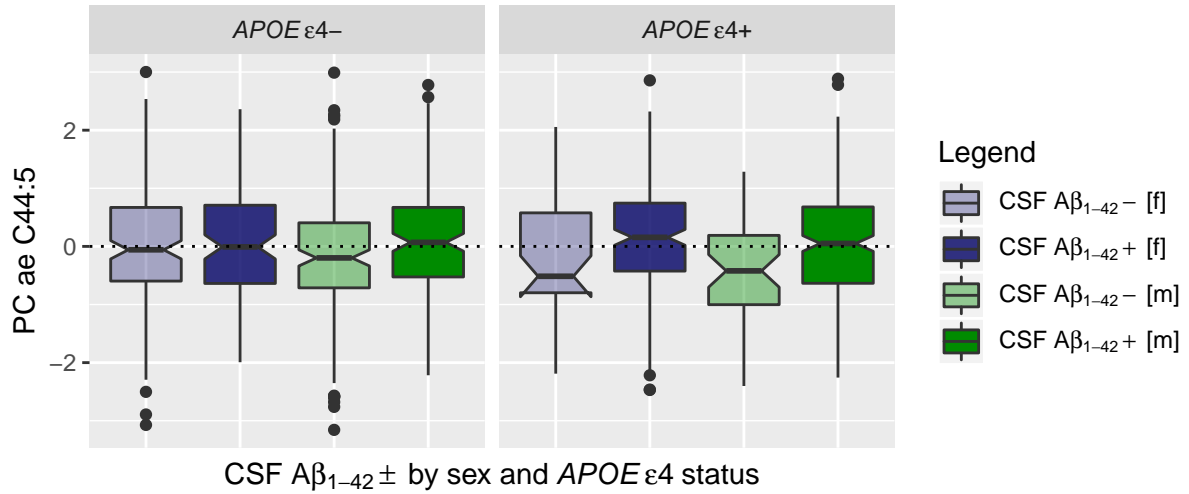 APOE ε4− APOE ε4+
2
0
−2
PC ae C44:5
CSF Aβ1−42 ± by sex and APOE ε4 status
Legend
CSF Aβ1−42 − [f]
CSF Aβ1−42 + [f]
CSF Aβ1−42 − [m]
CSF Aβ1−42 + [m]